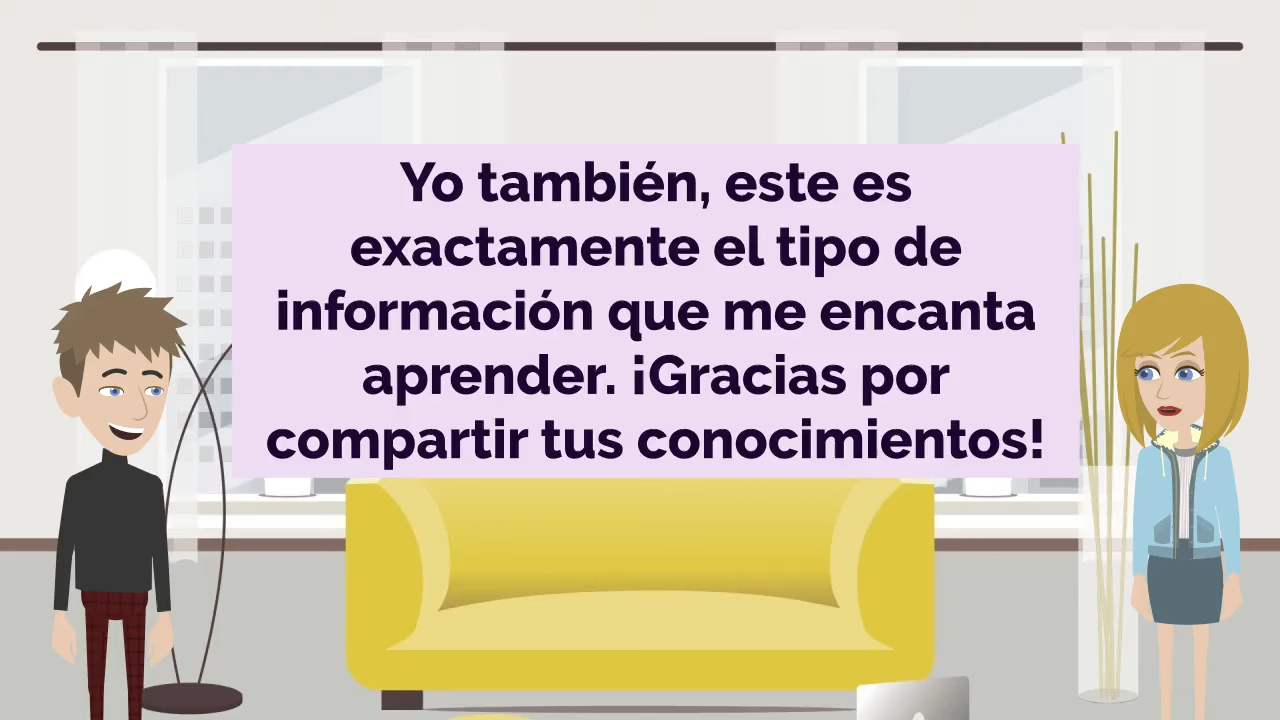 Yo también, este es
exactamente el tipo de
información que me encanta
aprender. ¡Gracias por
compartir tus conocimientos!